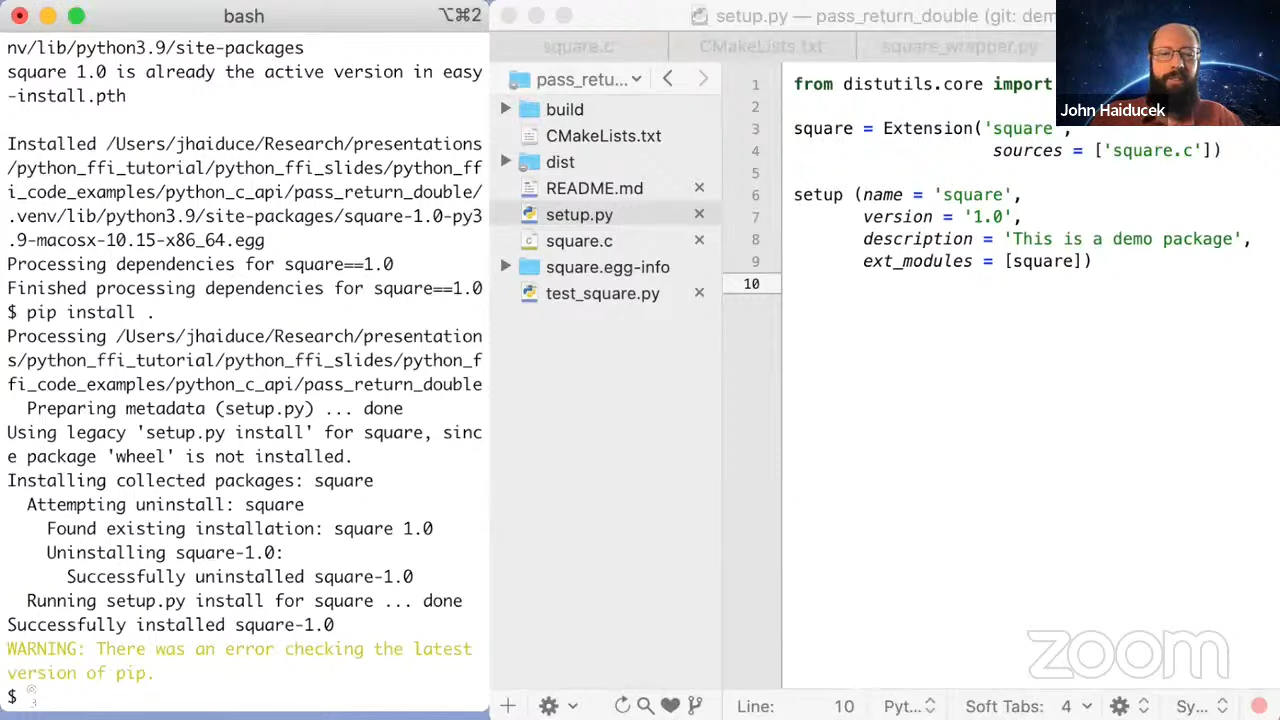 bash
⌥⌘2
nv/lib/python3.9/site-packages
square 1.0 is already the active version in easy
-install.pth
Installed /Users/jhaiduce/Research/presentations
/python_ffi_tutorial/python_ffi_slides/python_ff
i_code_examples/python_c_api/pass_return_double/
.venv/lib/python3.9/site-packages/square-1.0-py3
.9-macosx-10.15-x86_64.egg
Processing dependencies for square==1.0
Finished processing dependencies for square==1.0
$ pip install .
Processing /Users/jhaiduce/Research/presentation
s/python_ffi_tutorial/python_ffi_slides/python_f
fi_code_examples/python_c_api/pass_return_double
Preparing metadata (setup.py) ... done
Using legacy 'setup.py install' for square, sinc
e package 'wheel' is not installed.
Installing collected packages: square
Attempting uninstall: square
Found existing installation: square 1.0
Uninstalling square-1.0:
Successfully uninstalled square-1.0
Running setup.py install for square ... done
Successfully installed square-1.0
WARNING: There was an error checking the latest
version of pip.
$
setup.py — pass_return_double (git: dem
square.c
CMakeLists.txt
square_wrapper.py
pass_retu...
build
CMakeLists.txt
dist
README.md
setup.py
square.c
square.egg-info
test_square.py
1 from distutils.core import
2
3 square = Extension('square',
4 sources = ['square.c'])
5
6 setup (name = 'square',
7 version = '1.0',
8 description = 'This is a demo package',
9 ext_modules = [square])
10
John Haiducek
zoom
Line: 10
Pyt...
Soft Tabs: 4
Sy...